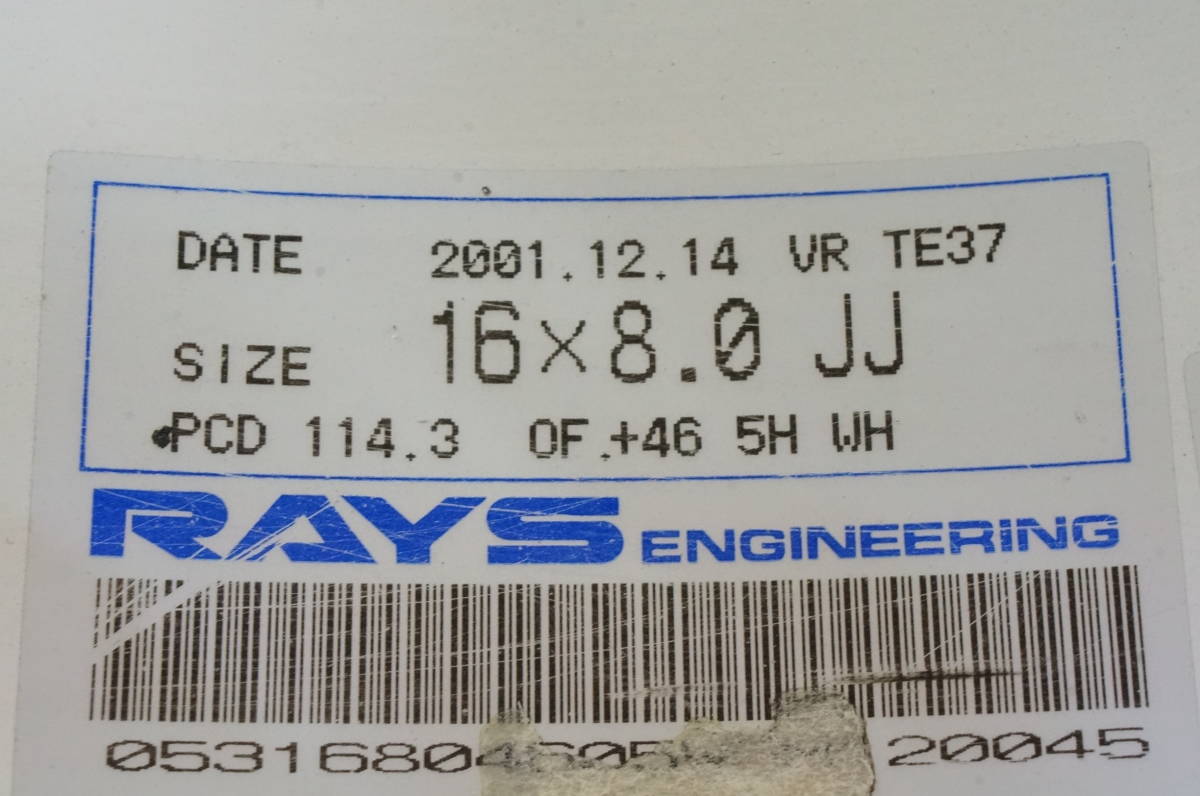 DATE 2001.12.14 VR TE37
SIZE 16×8.0 JJ
PCD 114.3 OF.+46 5H WH
RAYS ENGINEERING
20045